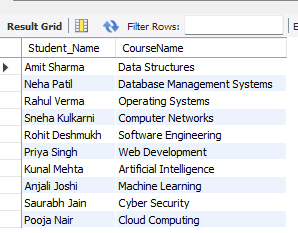 Result Grid Filter Rows:
Student_Name CourseName
Amit Sharma Data Structures
Neha Patil Database Management Systems
Rahul Verma Operating Systems
Sneha Kulkarni Computer Networks
Rohit Deshmukh Software Engineering
Priya Singh Web Development
Kunal Mehta Artificial Intelligence
Anjali Joshi Machine Learning
Saurabh Jain Cyber Security
Pooja Nair Cloud Computing